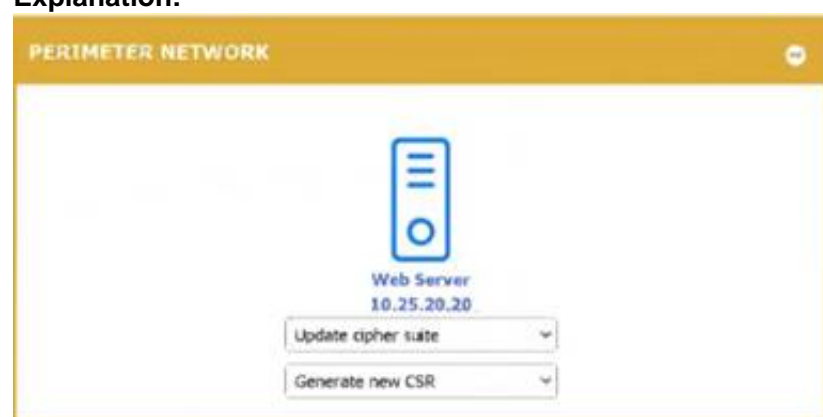 Explanation:
PERIMETER NETWORK
Web Server
10.25.20.20
Update cipher suite
Generate new CSR